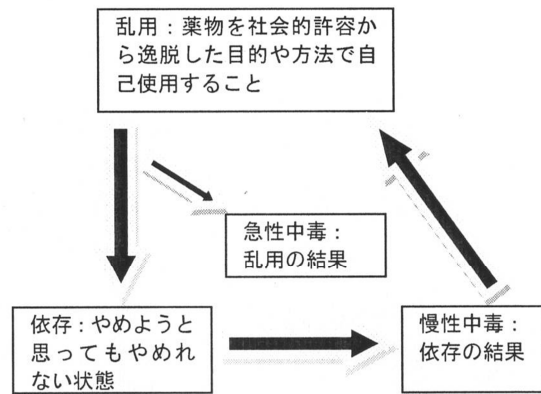 乱用：薬物を社会的許容か
ら逸脱した目的や方法で自
己使用すること
急性中毒：
乱用の結果
依存：やめようと
思ってもやめれ
ない状態
慢性中毒：
依存の結果